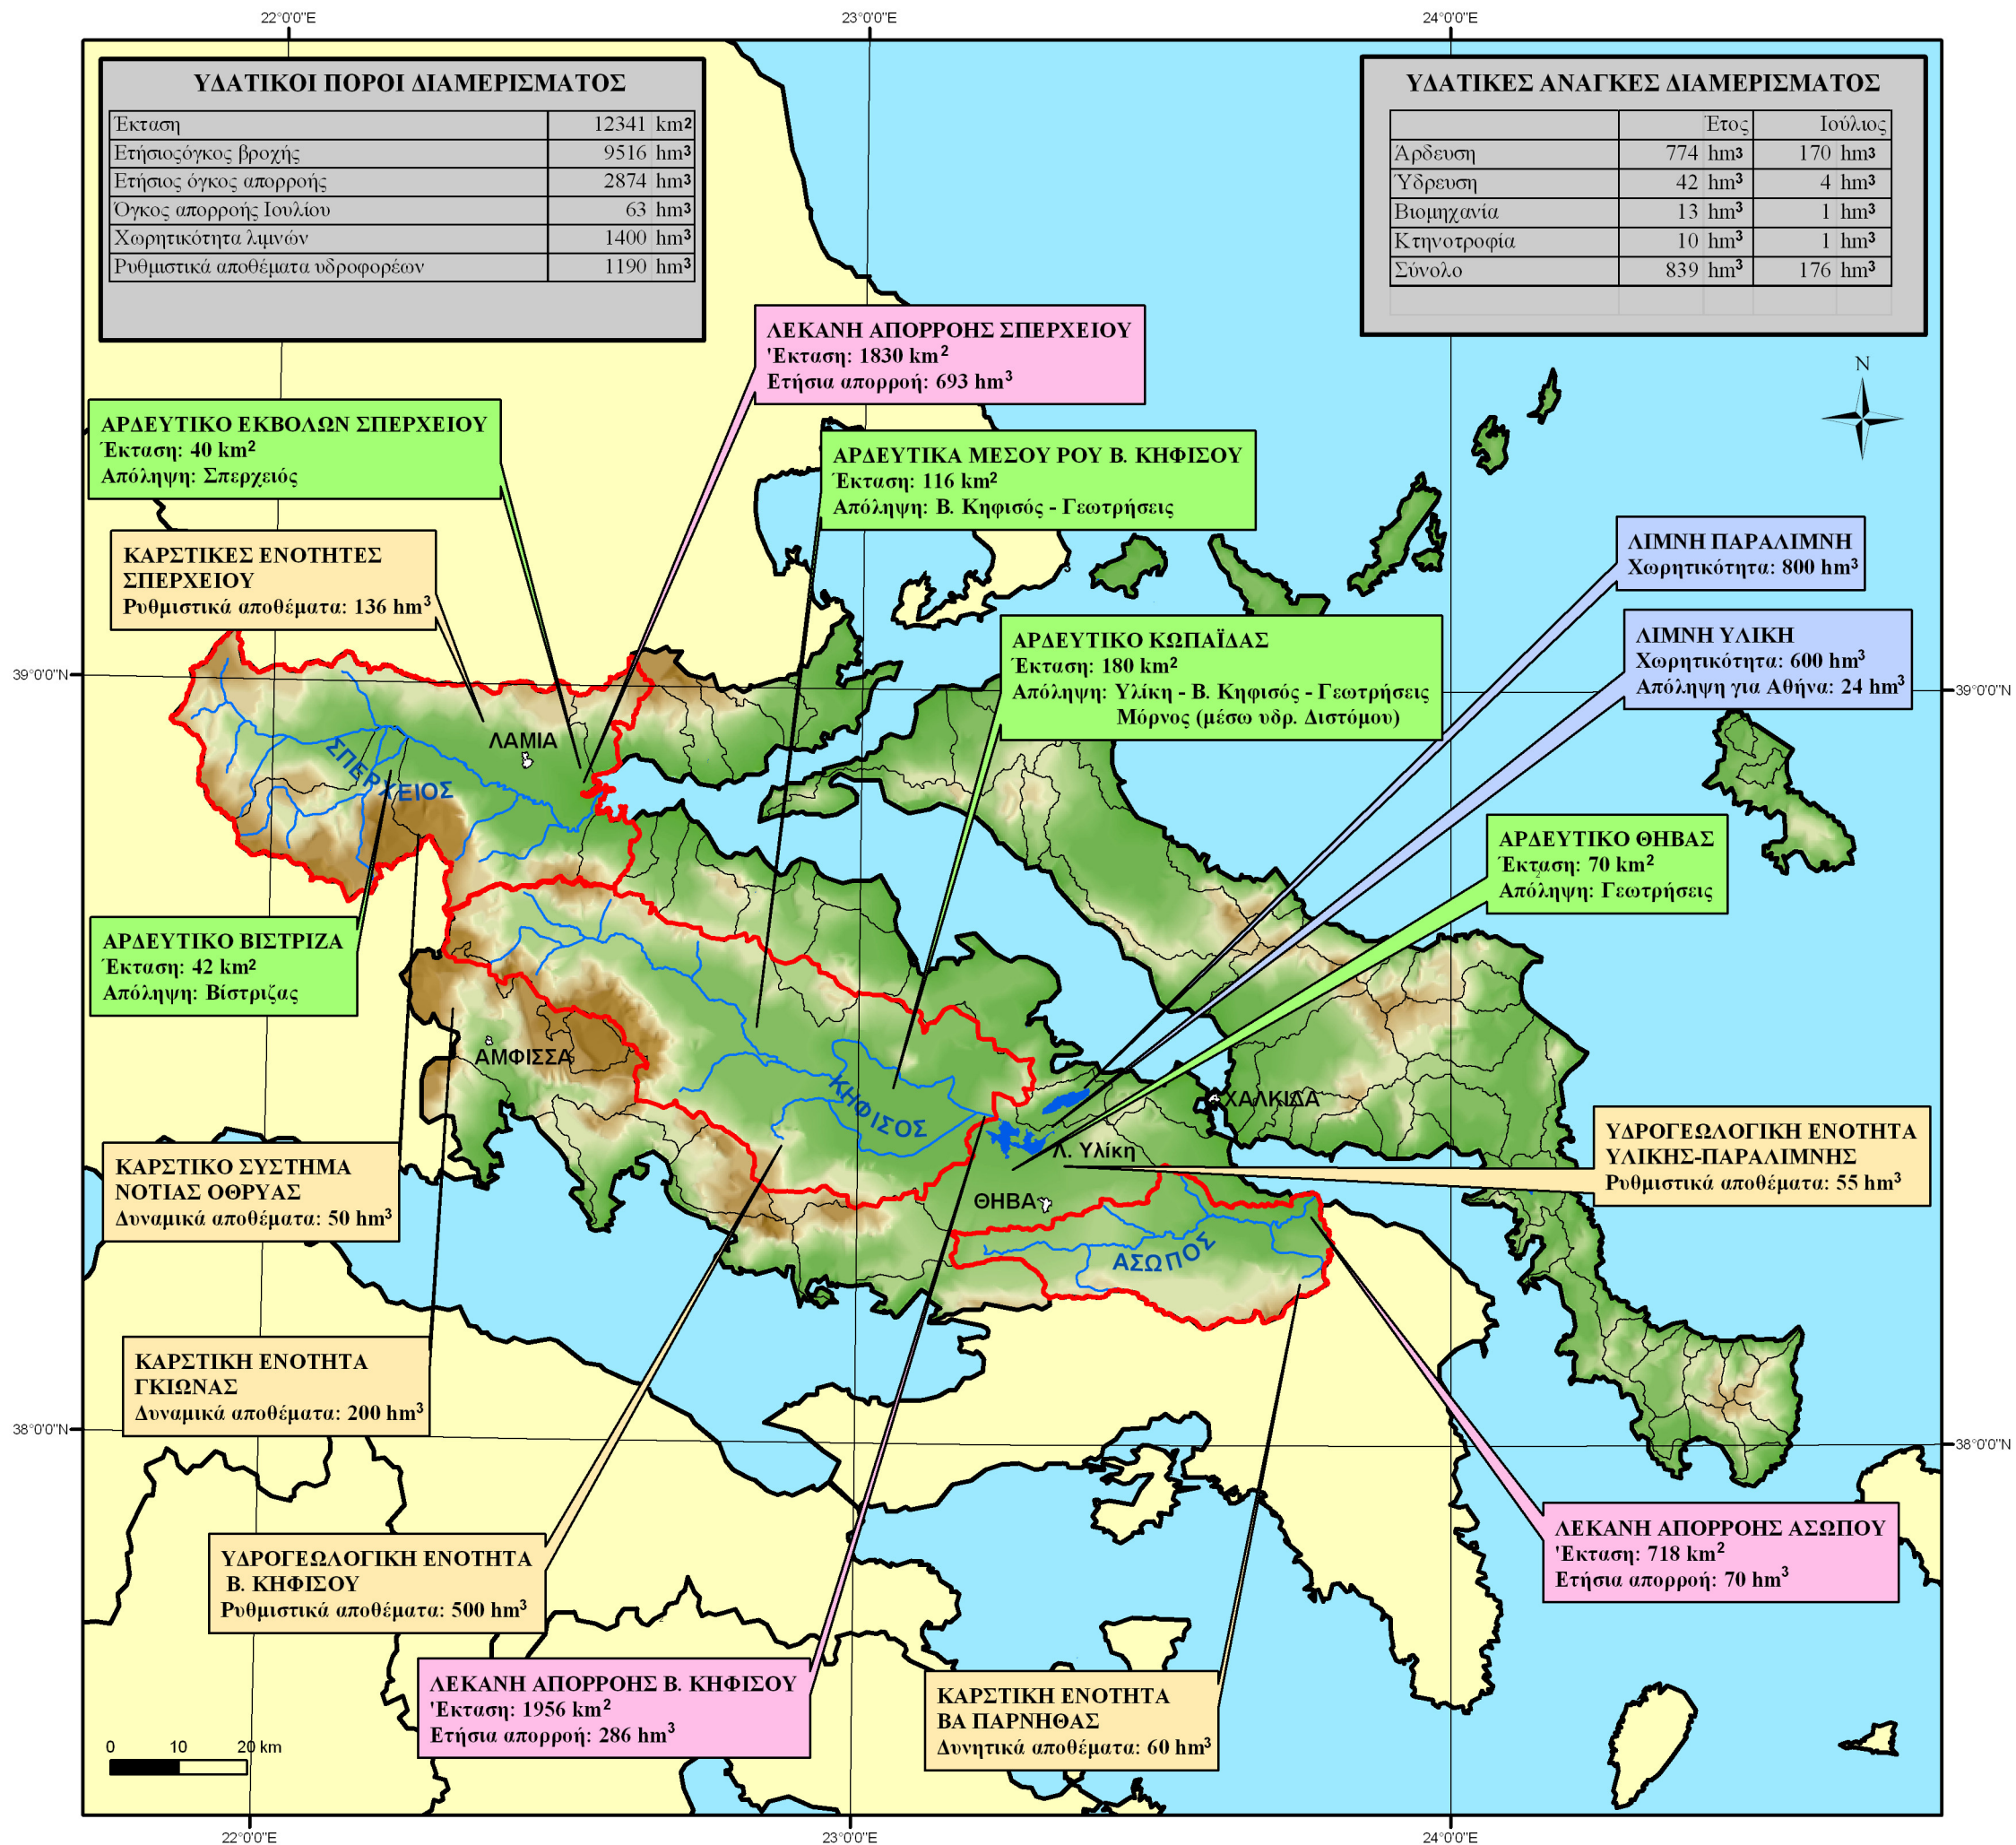 22°0'0"E
23°0'0"E
24°0'0"E
ΥΔΑΤΙΚΟΙ ΠΟΡΟΙ ΔΙΑΜΕΡΙΣΜΑΤΟΣ
Έκταση 12341 km²
Ετήσιοςόγκος βροχής 9516 hm³
Ετήσιος όγκος απορροής 2874 hm³
Όγκος απορροής Ιουλίου 63 hm³
Χωρητικότητα λιμνών 1400 hm³
Ρυθμιστικά αποθέματα υδροφορέων 1190 hm³
ΥΔΑΤΙΚΕΣ ΑΝΑΓΚΕΣ ΔΙΑΜΕΡΙΣΜΑΤΟΣ
Έτος Ιούλιος
Άρδευση 774 hm³ 170 hm³
Ύδρευση 42 hm³ 4 hm³
Βιομηχανία 13 hm³ 1 hm³
Κτηνοτροφία 10 hm³ 1 hm³
Σύνολο 839 hm³ 176 hm³
N
ΛΕΚΑΝΗ ΑΠΟΡΡΟΗΣ ΣΠΕΡΧΕΙΟΥ
'Εκταση: 1830 km²
Ετήσια απορροή: 693 hm³
ΑΡΔΕΥΤΙΚΟ ΕΚΒΟΛΩΝ ΣΠΕΡΧΕΙΟΥ
Έκταση: 40 km²
Απόληψη: Σπερχειός
ΑΡΔΕΥΤΙΚΑ ΜΕΣΟΥ ΡΟΥ Β. ΚΗΦΙΣΟΥ
Έκταση: 116 km²
Απόληψη: Β. Κηφισός - Γεωτρήσεις
ΚΑΡΣΤΙΚΕΣ ΕΝΟΤΗΤΕΣ
ΣΠΕΡΧΕΙΟΥ
Ρυθμιστικά αποθέματα: 136 hm³
ΛΙΜΝΗ ΠΑΡΑΛΙΜΝΗ
Χωρητικότητα: 800 hm³
ΛΙΜΝΗ ΥΛΙΚΗ
Χωρητικότητα: 600 hm³
Απόληψη για Αθήνα: 24 hm³
ΑΡΔΕΥΤΙΚΟ ΚΩΠΑΪΔΑΣ
Έκταση: 180 km²
Απόληψη: Υλίκη - Β. Κηφισός - Γεωτρήσεις
Μόρνος (μέσω υδρ. Διστόμου)
39°0'0"N
39°0'0"N
ΛΑΜΙΑ
ΣΠΕΡΧΕΙΟΣ
ΑΡΔΕΥΤΙΚΟ ΘΗΒΑΣ
Έκταση: 70 km²
Απόληψη: Γεωτρήσεις
ΑΡΔΕΥΤΙΚΟ ΒΙΣΤΡΙΖΑ
Έκταση: 42 km²
Απόληψη: Βίστριζας
ΑΜΦΙΣΣΑ
ΚΗΦΙΣΟΣ
ΧΑΛΚΙΔΑ
Λ. Υλίκη
ΘΗΒΑ
ΑΣΩΠΟΣ
ΥΔΡΟΓΕΩΛΟΓΙΚΗ ΕΝΟΤΗΤΑ
ΥΛΙΚΗΣ-ΠΑΡΑΛΙΜΝΗΣ
Ρυθμιστικά αποθέματα: 55 hm³
ΚΑΡΣΤΙΚΟ ΣΥΣΤΗΜΑ
ΝΟΤΙΑΣ ΟΘΡΥΑΣ
Δυναμικά αποθέματα: 50 hm³
ΚΑΡΣΤΙΚΗ ΕΝΟΤΗΤΑ
ΓΚΙΩΝΑΣ
Δυναμικά αποθέματα: 200 hm³
38°0'0"N
38°0'0"N
ΥΔΡΟΓΕΩΛΟΓΙΚΗ ΕΝΟΤΗΤΑ
Β. ΚΗΦΙΣΟΥ
Ρυθμιστικά αποθέματα: 500 hm³
ΛΕΚΑΝΗ ΑΠΟΡΡΟΗΣ ΑΣΩΠΟΥ
'Εκταση: 718 km²
Ετήσια απορροή: 70 hm³
ΛΕΚΑΝΗ ΑΠΟΡΡΟΗΣ Β. ΚΗΦΙΣΟΥ
'Εκταση: 1956 km²
Ετήσια απορροή: 286 hm³
ΚΑΡΣΤΙΚΗ ΕΝΟΤΗΤΑ
ΒΑ ΠΑΡΝΗΘΑΣ
Δυνητικά αποθέματα: 60 hm³
0 10 20 km
22°0'0"E
23°0'0"E
24°0'0"E